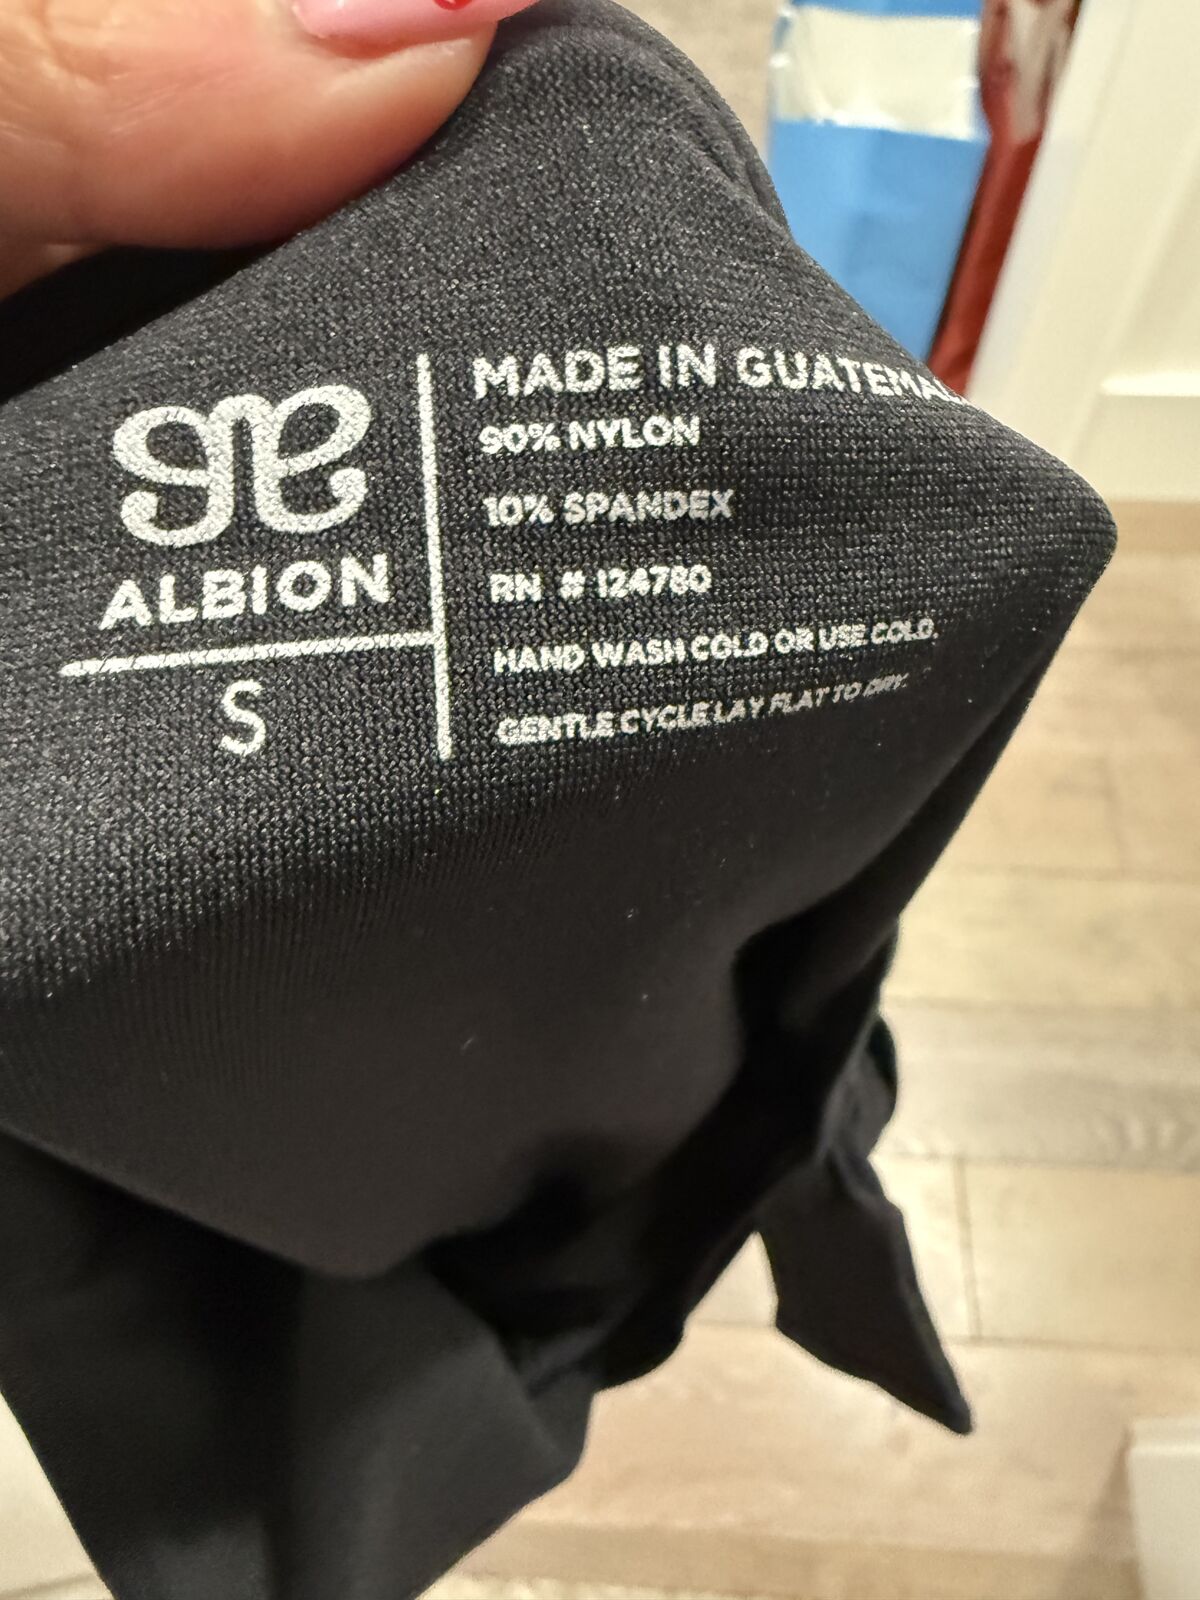 ALBION
S
MADE IN GUATEMALA
90% NYLON
10% SPANDEX
RN # 124780
HAND WASH COLD OR USE COLD.
GENTLE CYCLE LAY FLAT TO DRY.